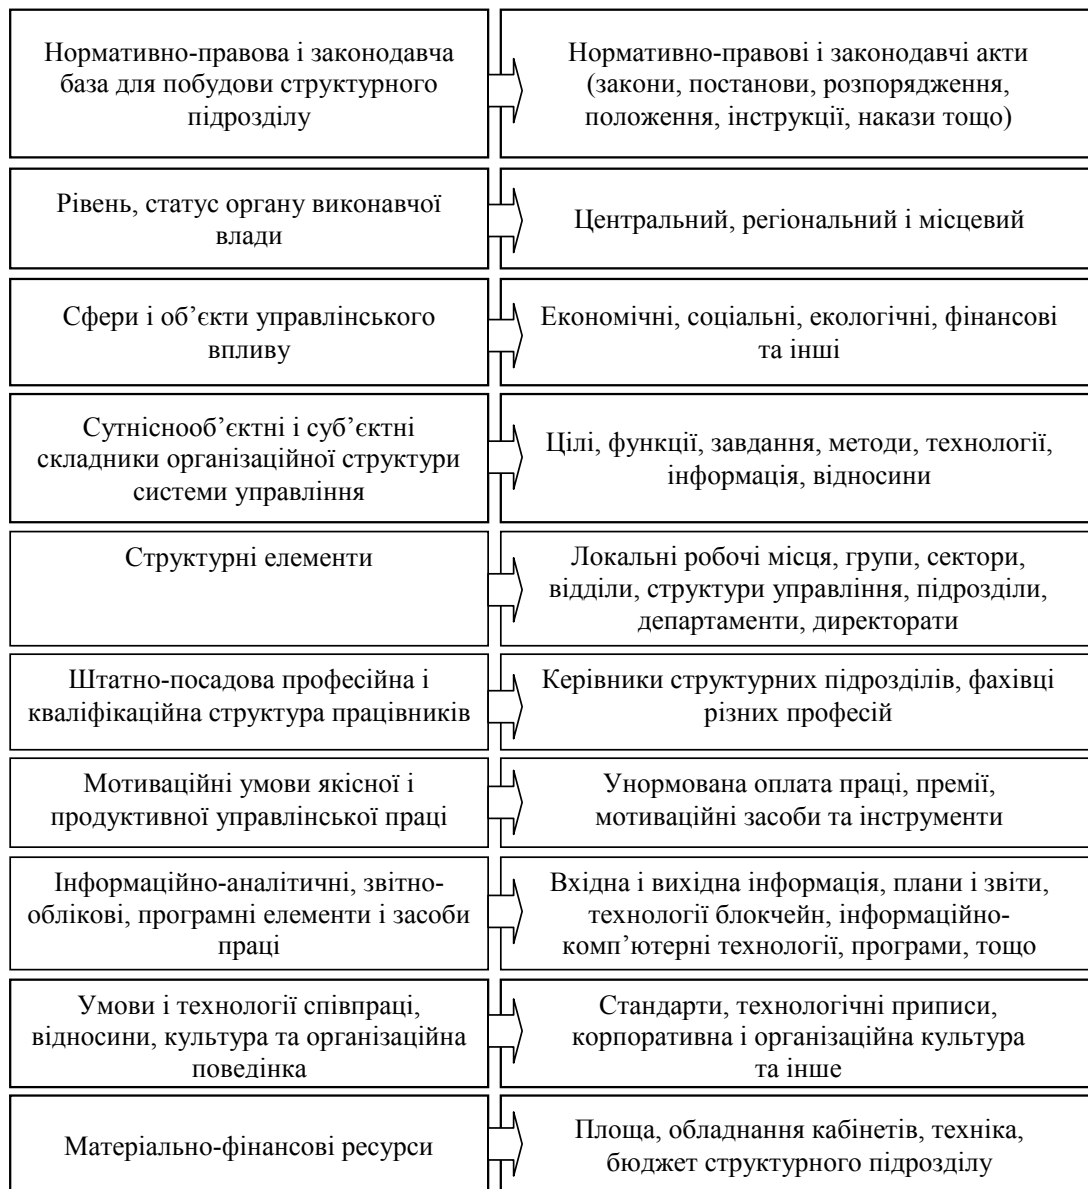 Нормативно-правова і законодавча
база для побудови структурного
підрозділу
Нормативно-правові і законодавчі акти
(закони, постанови, розпорядження,
положення, інструкції, накази тощо)
Рівень, статус органу виконавчої
влади
Центральний, регіональний і місцевий
Сфери і об’єкти управлінського
впливу
Економічні, соціальні, екологічні, фінансові
та інші
Сутніснооб’єктні і суб’єктні
складники організаційної структури
системи управління
Цілі, функції, завдання, методи, технології,
інформація, відносини
Структурні елементи
Локальні робочі місця, групи, сектори,
відділи, структури управління, підрозділи,
департаменти, директорати
Штатно-посадова професійна і
кваліфікаційна структура працівників
Керівники структурних підрозділів, фахівці
різних професій
Мотиваційні умови якісної і
продуктивної управлінської праці
Унормована оплата праці, премії,
мотиваційні засоби та інструменти
Інформаційно-аналітичні, звітно-
облікові, програмні елементи і засоби
праці
Вхідна і вихідна інформація, плани і звіти,
технології блокчейн, інформаційно-
комп’ютерні технології, програми, тощо
Умови і технології співпраці,
відносини, культура та організаційна
поведінка
Стандарти, технологічні приписи,
корпоративна і організаційна культура
та інше
Матеріально-фінансові ресурси
Площа, обладнання кабінетів, техніка,
бюджет структурного підрозділу